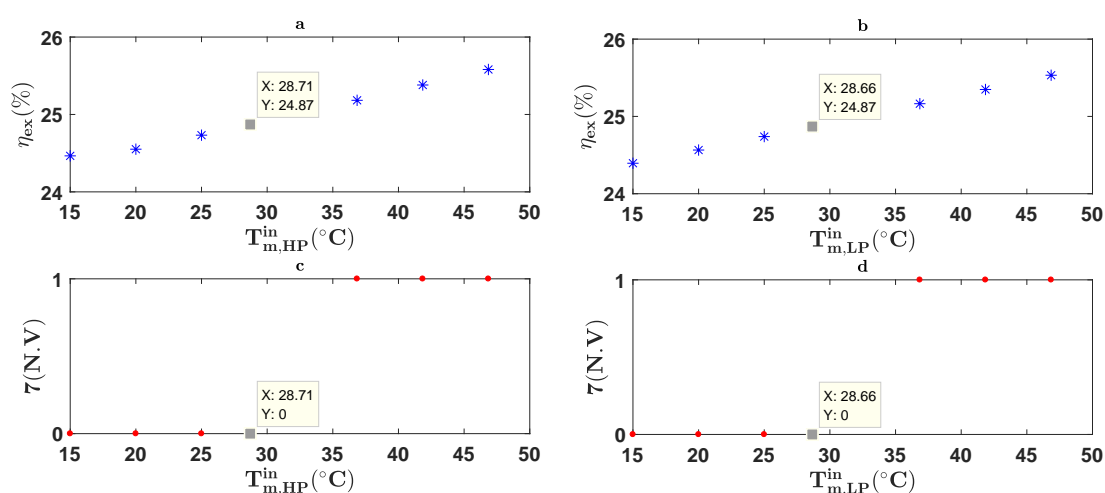 a
26
25
24
η_ex(%)
X: 28.71
Y: 24.87
15 20 25 30 35 40 45 50
T^in_m,HP(°C)
b
26
25
24
η_ex(%)
X: 28.66
Y: 24.87
15 20 25 30 35 40 45 50
T^in_m,LP(°C)
c
1
0
7(N.V)
X: 28.71
Y: 0
15 20 25 30 35 40 45 50
T^in_m,HP(°C)
d
1
0
7(N.V)
X: 28.66
Y: 0
15 20 25 30 35 40 45 50
T^in_m,LP(°C)